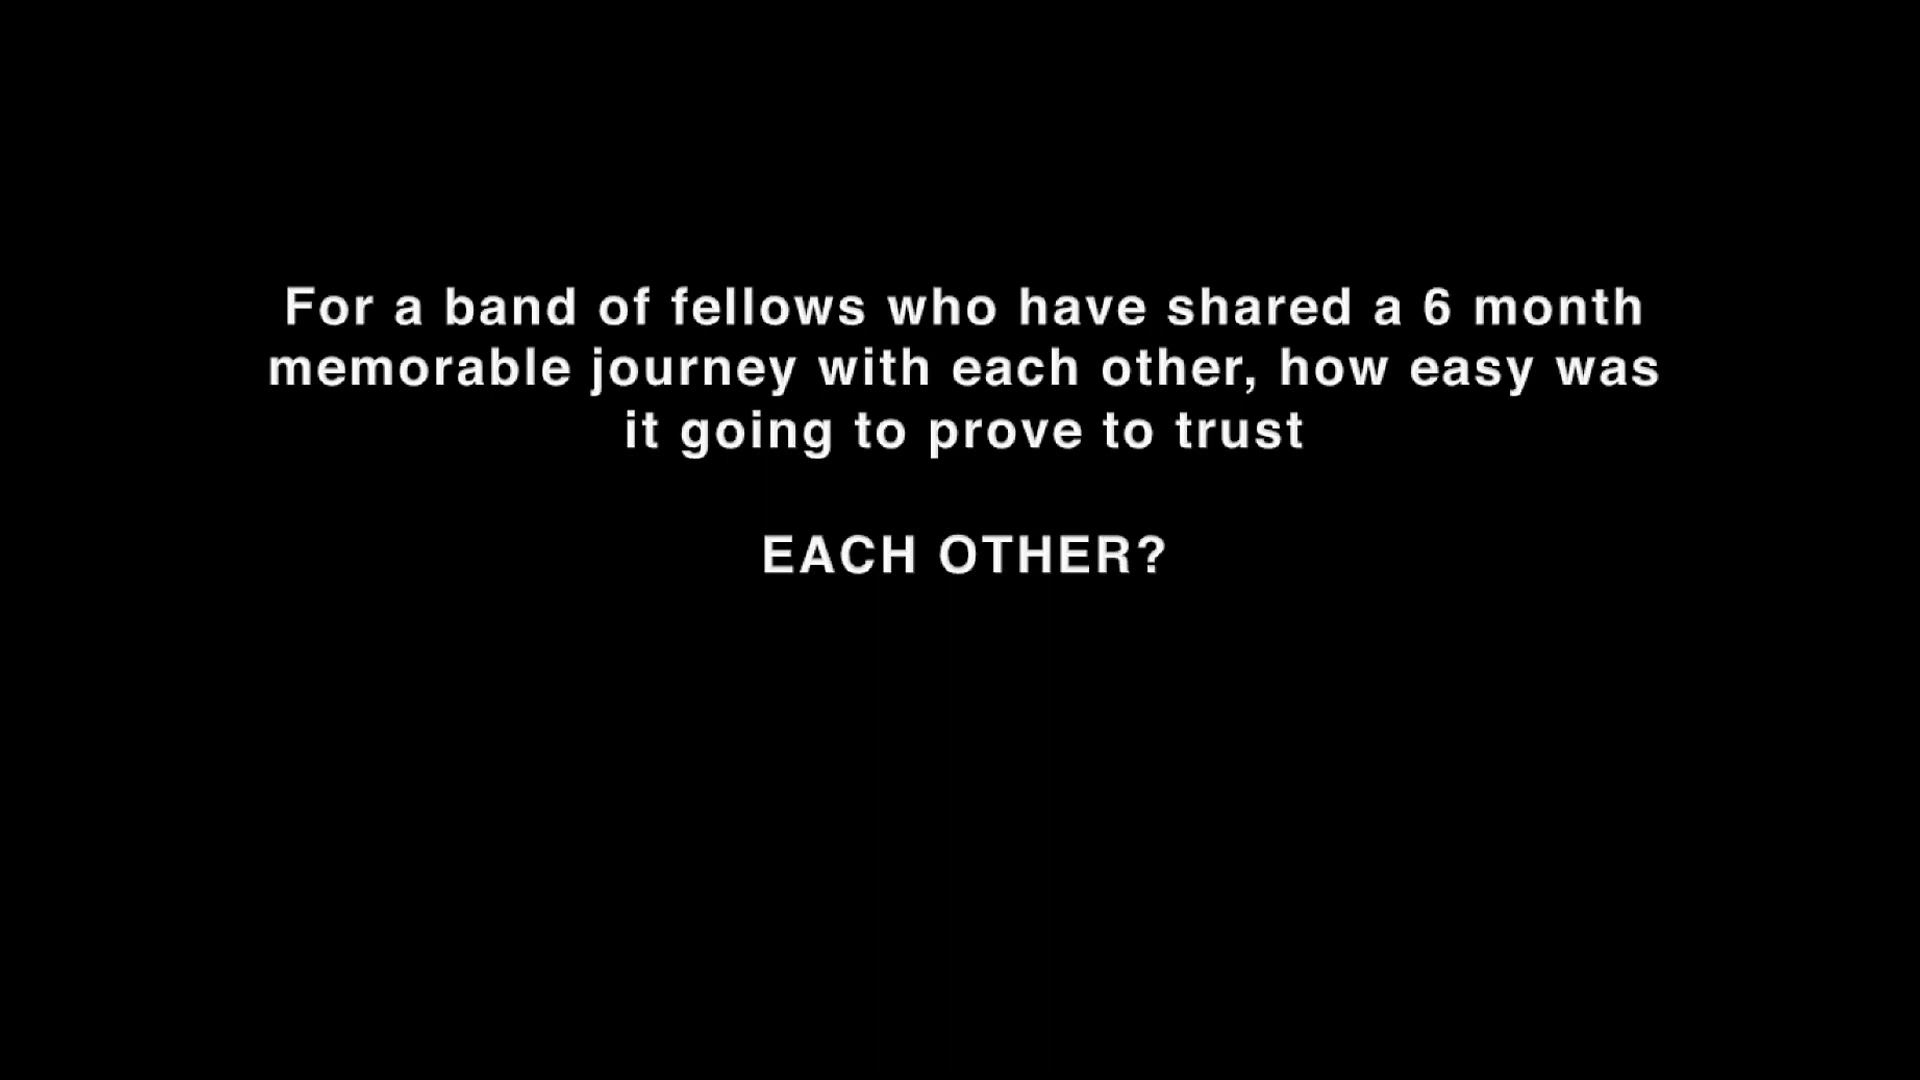 For a band of fellows who have shared a 6 month
memorable journey with each other, how easy was
it going to prove to trust
EACH OTHER?